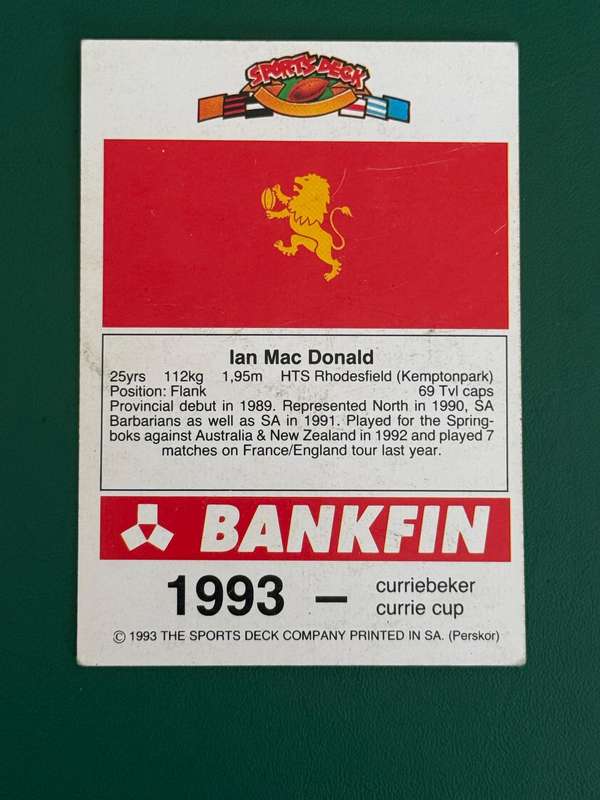 SPORTS DECK
Ian Mac Donald
25yrs 112kg 1,95m HTS Rhodesfield (Kemptonpark)
Position: Flank 69 Tvl caps
Provincial debut in 1989. Represented North in 1990, SA
Barbarians as well as SA in 1991. Played for the Spring-
boks against Australia & New Zealand in 1992 and played 7
matches on France/England tour last year.
BANKFIN
1993 – curriebeker
currie cup
© 1993 THE SPORTS DECK COMPANY PRINTED IN SA. (Perskor)